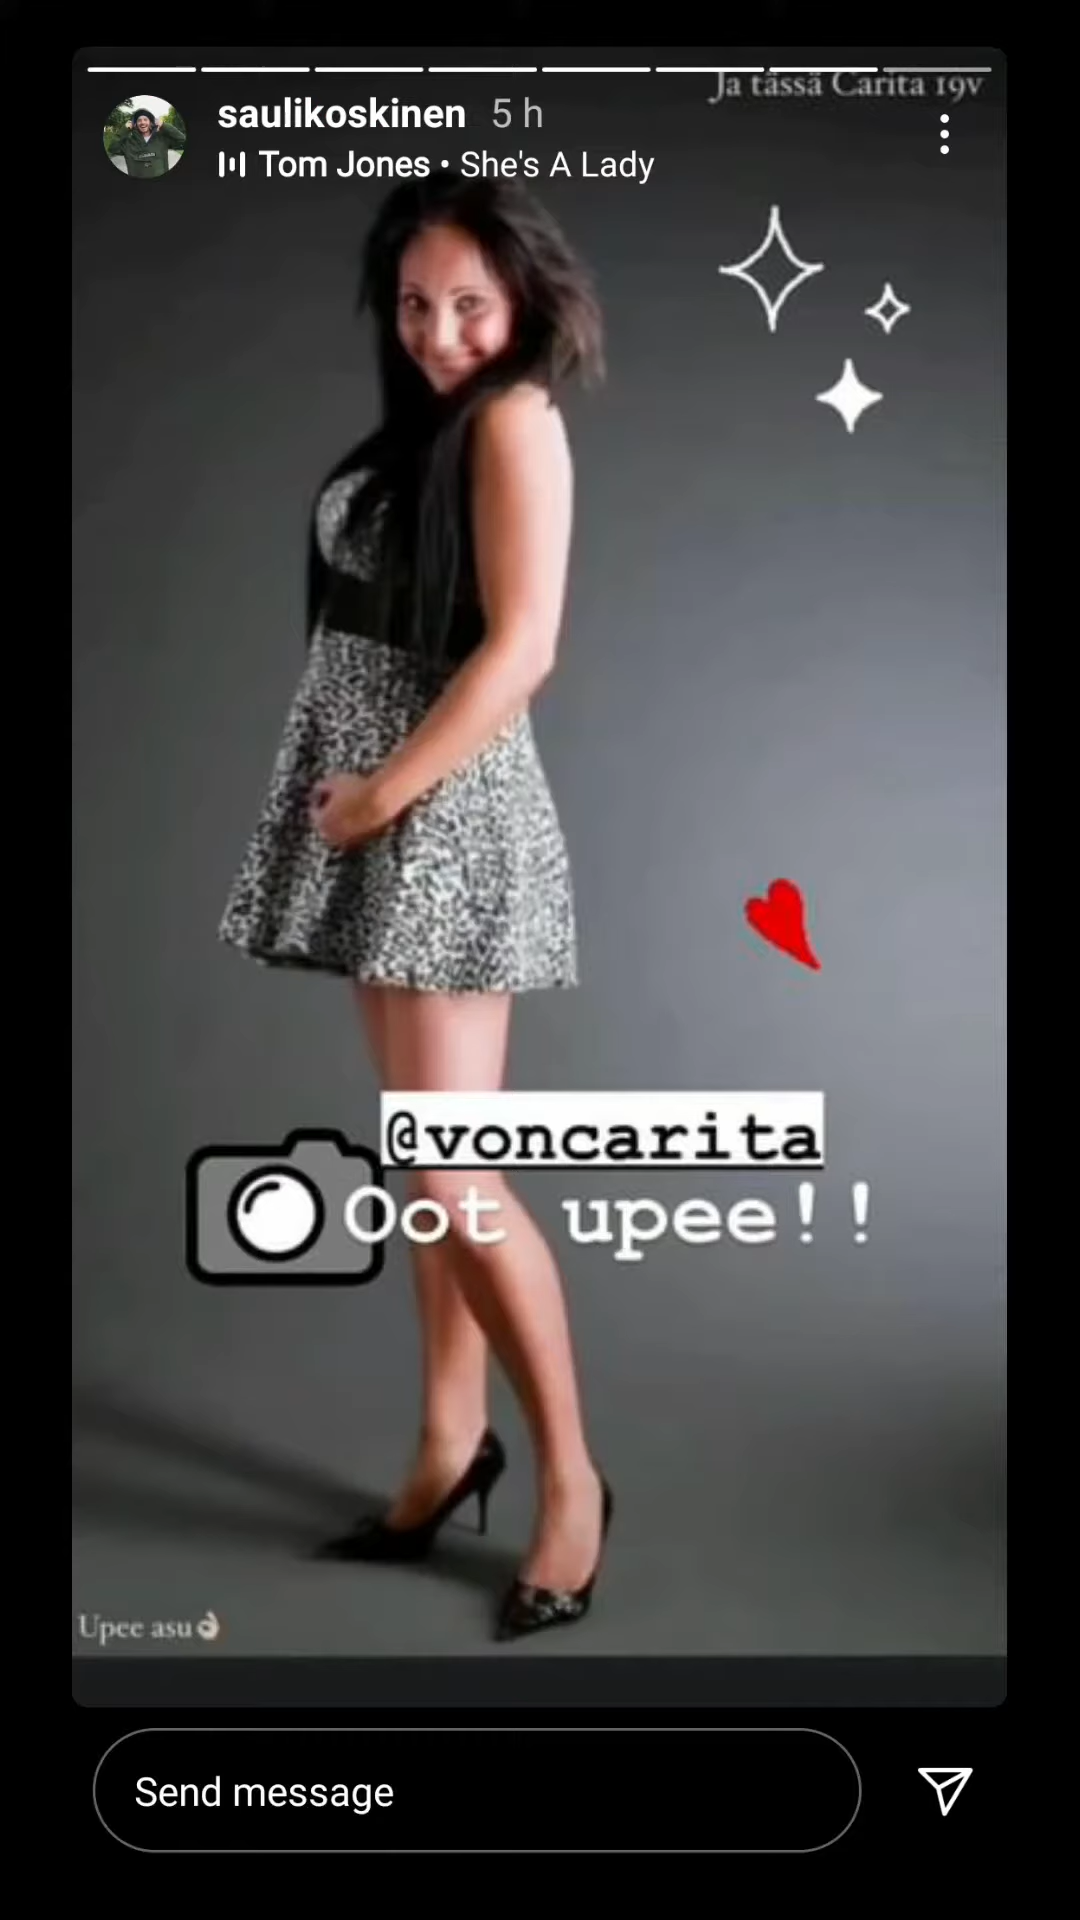 Ja tässä Carita 19v
saulikoskinen 5 h
Tom Jones • She's A Lady
@voncarita
Oot upee!!
Upee asu👌🏻
Send message